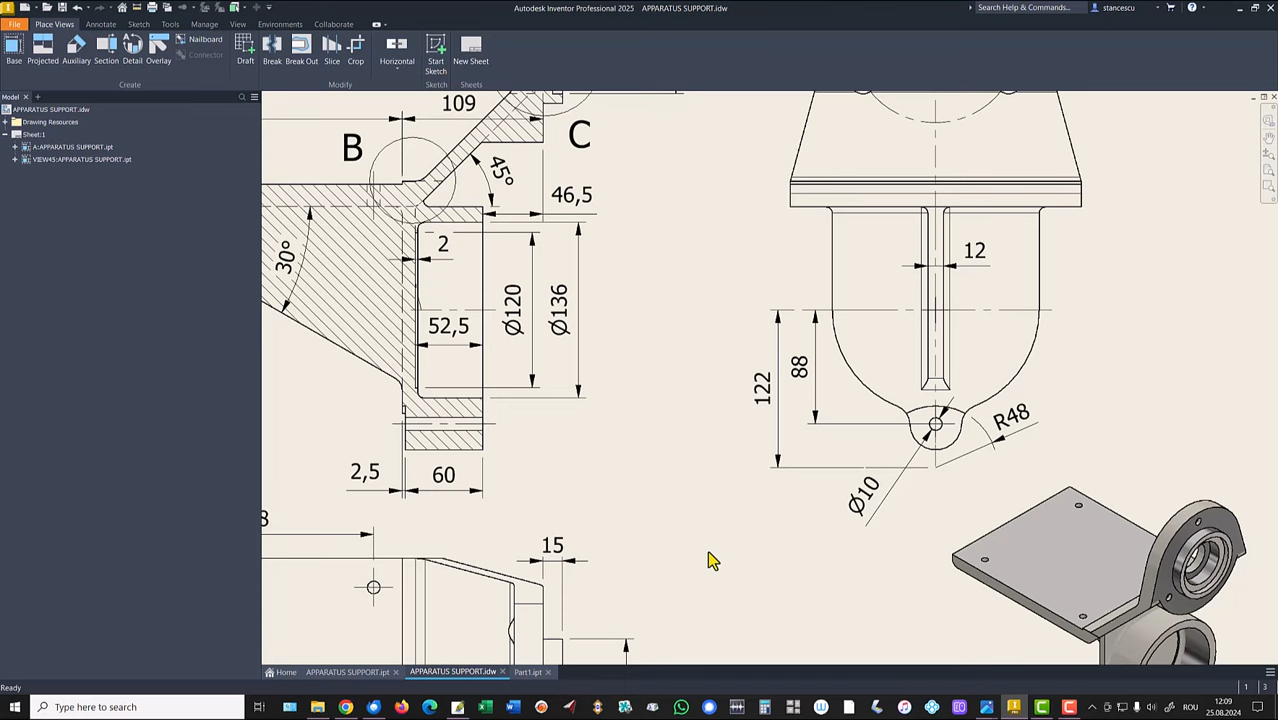 Autodesk Inventor Professional 2025 APPARATUS SUPPORT.idw
Search Help & Commands...
stancescu
File Place Views Annotate Sketch Tools Manage View Environments Collaborate
Base Projected Auxiliary Section Detail Overlay
Nailboard
Connector
Draft Break Break Out Slice Crop Horizontal Start Sketch New Sheet
Create Modify Sketch Sheets
Model
APPARATUS SUPPORT.idw
Drawing Resources
Sheet:1
A:APPARATUS SUPPORT.ipt
VIEW45:APPARATUS SUPPORT.ipt
109
B
C
45°
46,5
2
30°
Ø120
Ø136
52,5
12
122
88
R48
2,5
60
Ø10
8
15
Home APPARATUS SUPPORT.ipt APPARATUS SUPPORT.idw Part1.ipt
Ready
1 3
Type here to search
ROU
12:09
25.08.2024